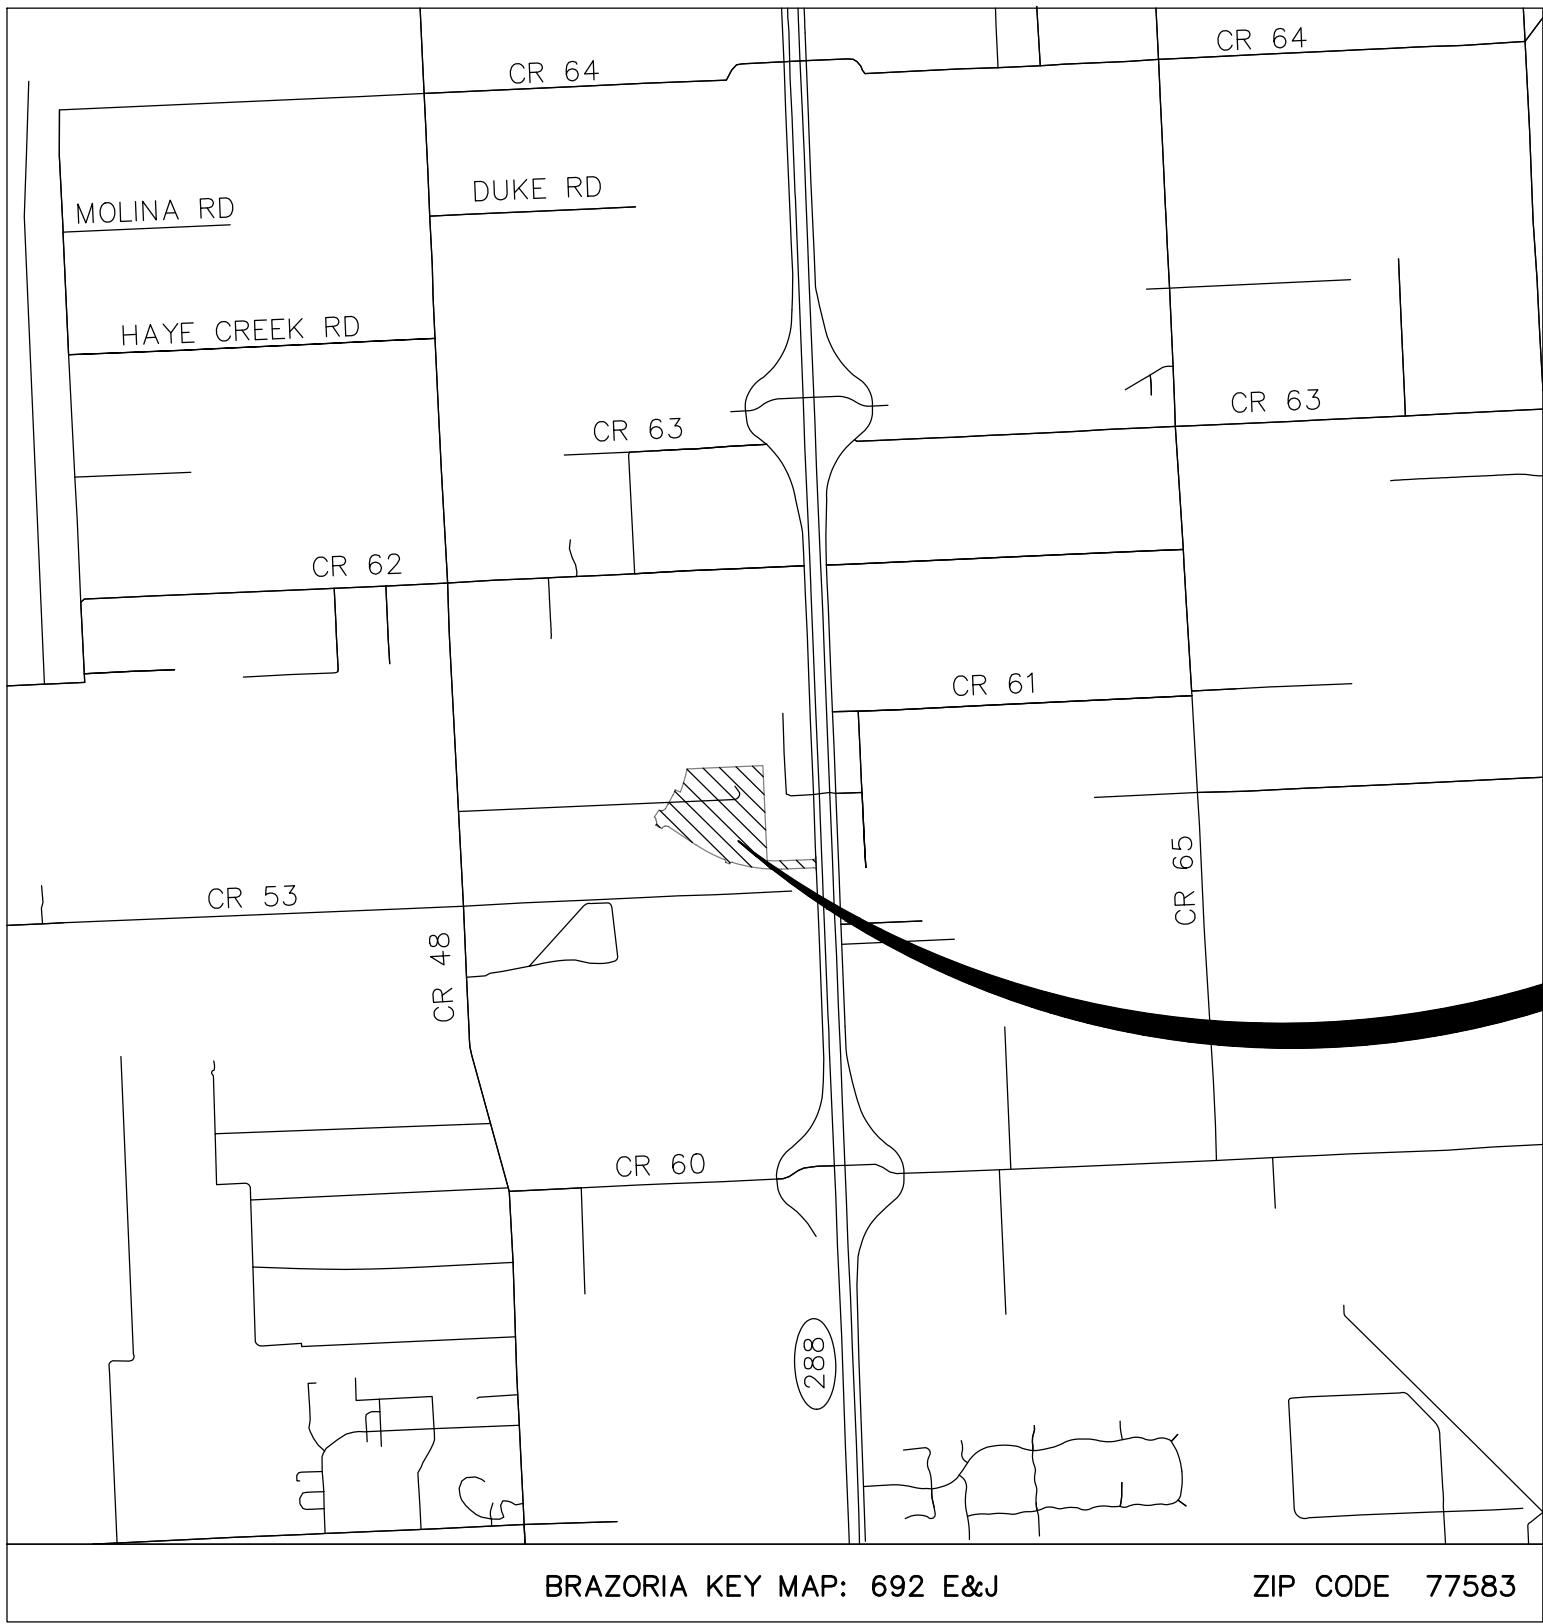 CR 64
CR 64
MOLINA RD
DUKE RD
HAYE CREEK RD
CR 63
CR 63
CR 62
CR 61
CR 65
CR 53
CR 48
CR 60
288
BRAZORIA KEY MAP: 692 E&J
ZIP CODE 77583